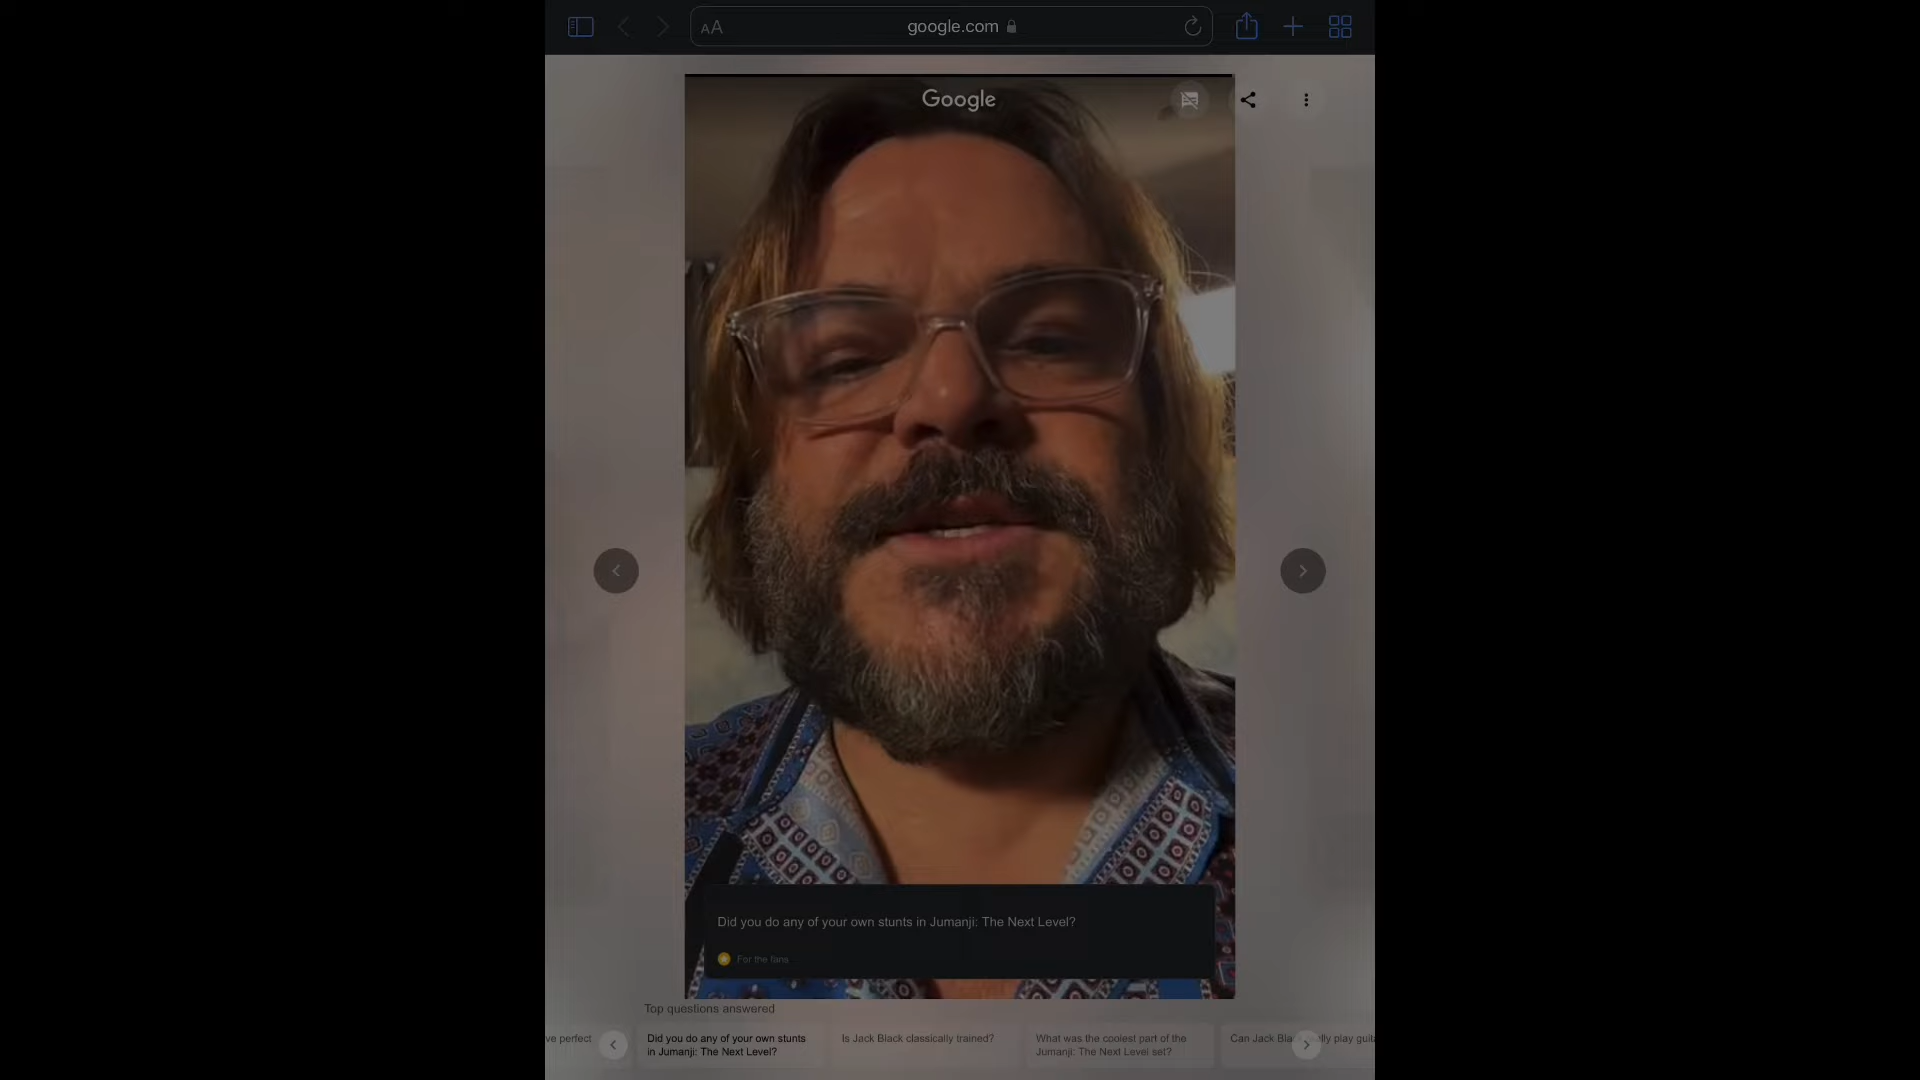 AA
google.com
Google
Did you do any of your own stunts in Jumanji: The Next Level?
For the fans
Top questions answered
ve perfect
Did you do any of your own stunts
in Jumanji: The Next Level?
Is Jack Black classically trained?
What was the coolest part of the
Jumanji: The Next Level set?
Can Jack Bla
lly play guita